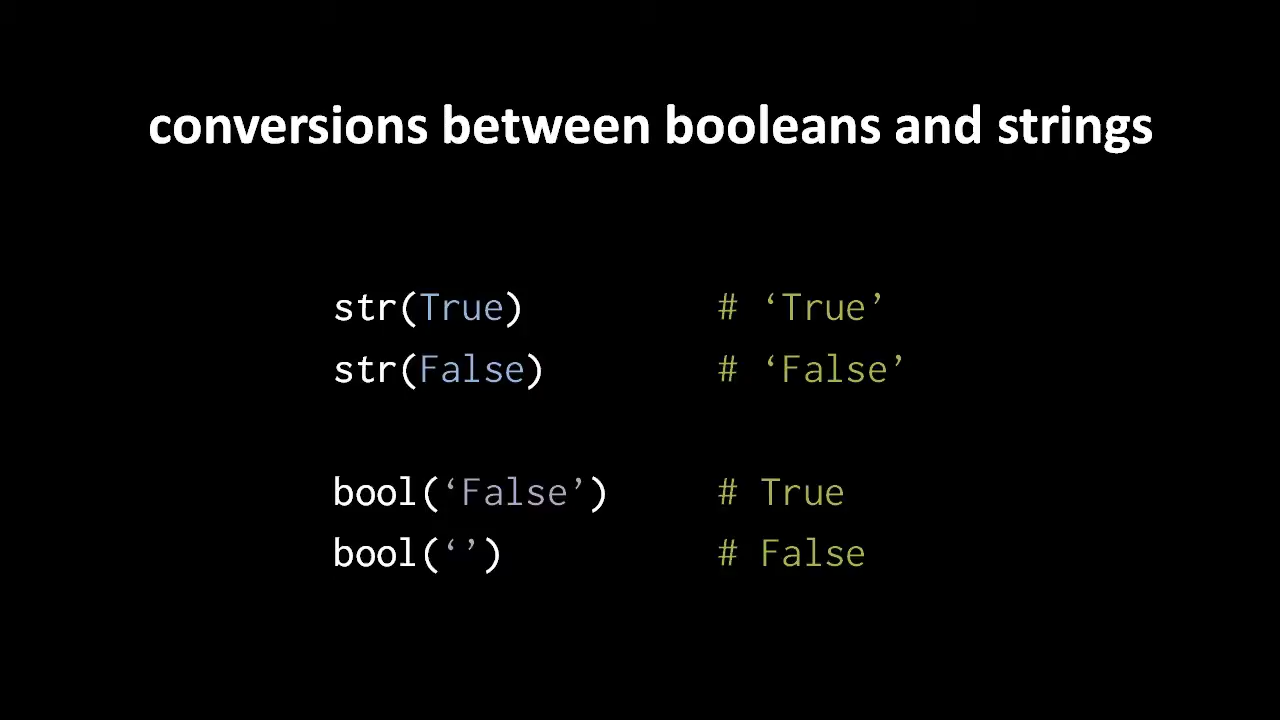 conversions between booleans and strings
str(True) # ‘True’
str(False) # ‘False’
bool(‘False’) # True
bool(‘’) # False